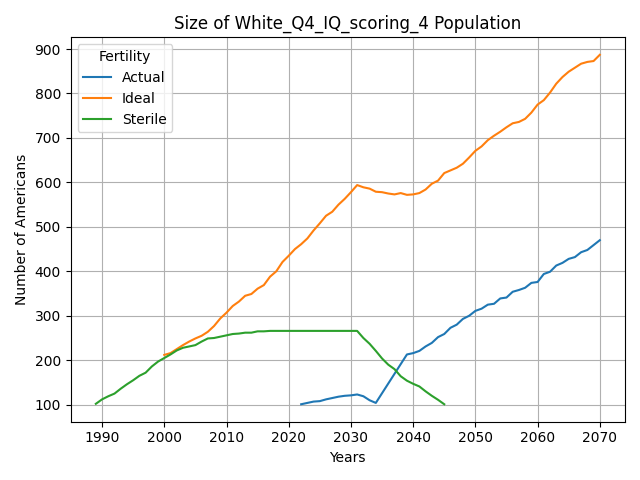 Size of White_Q4_IQ_scoring_4 Population
Fertility
Actual
Ideal
Sterile
Number of Americans
900
800
700
600
500
400
300
200
100
1990 2000 2010 2020 2030 2040 2050 2060 2070
Years